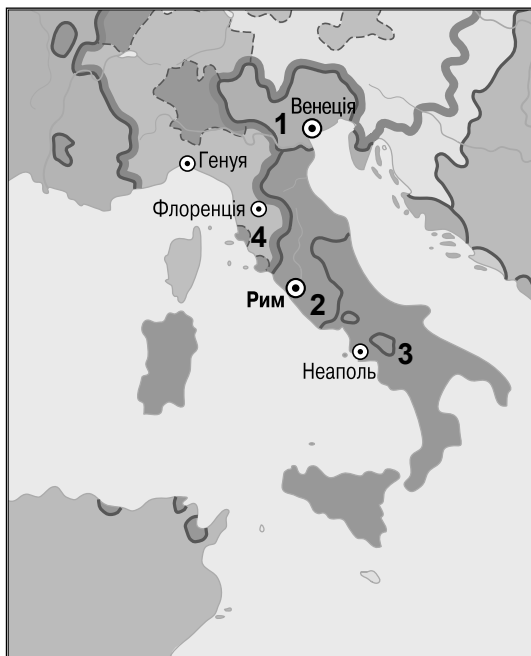 Венеція
1
Генуя
Флоренція
4
Рим
2
3
Неаполь